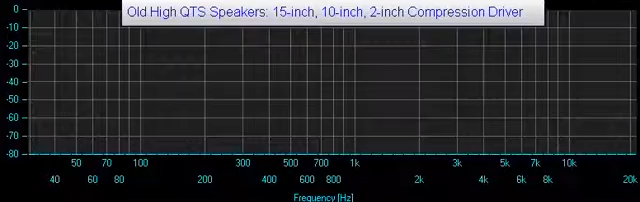 Old High QTS Speakers: 15-inch, 10-inch, 2-inch Compression Driver
0
-10
-20
-30
-40
-50
-60
-70
-80
50 70 100 300 500 700 1k 3k 5k 7k 10k
40 60 80 200 400 600 800 2k 4k 6k 8k 20k
Frequency [Hz]